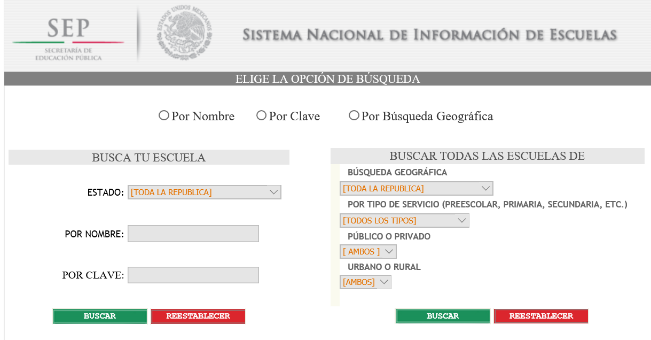 SEP
SECRETARÍA DE
EDUCACIÓN PÚBLICA
SISTEMA NACIONAL DE INFORMACIÓN DE ESCUELAS
ELIGE LA OPCIÓN DE BÚSQUEDA
Por Nombre Por Clave Por Búsqueda Geográfica
BUSCA TU ESCUELA
ESTADO: [TODA LA REPUBLICA]
POR NOMBRE:
POR CLAVE:
BUSCAR REESTABLECER
BUSCAR TODAS LAS ESCUELAS DE
BÚSQUEDA GEOGRÁFICA
[TODA LA REPUBLICA]
POR TIPO DE SERVICIO (PREESCOLAR, PRIMARIA, SECUNDARIA, ETC.)
[TODOS LOS TIPOS]
PÚBLICO O PRIVADO
[ AMBOS ]
URBANO O RURAL
[AMBOS]
BUSCAR REESTABLECER